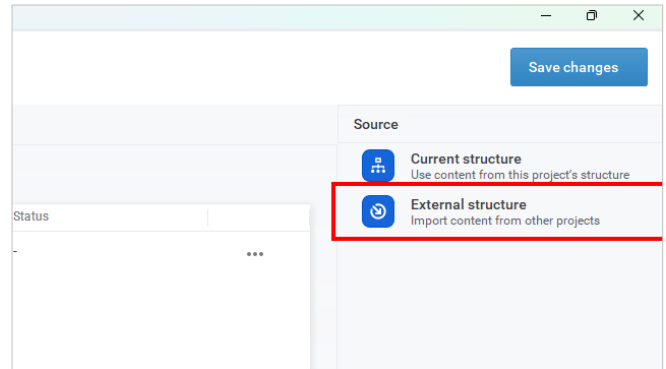 Save changes
Source
Current structure
Use content from this project's structure
External structure
Import content from other projects
Status
-